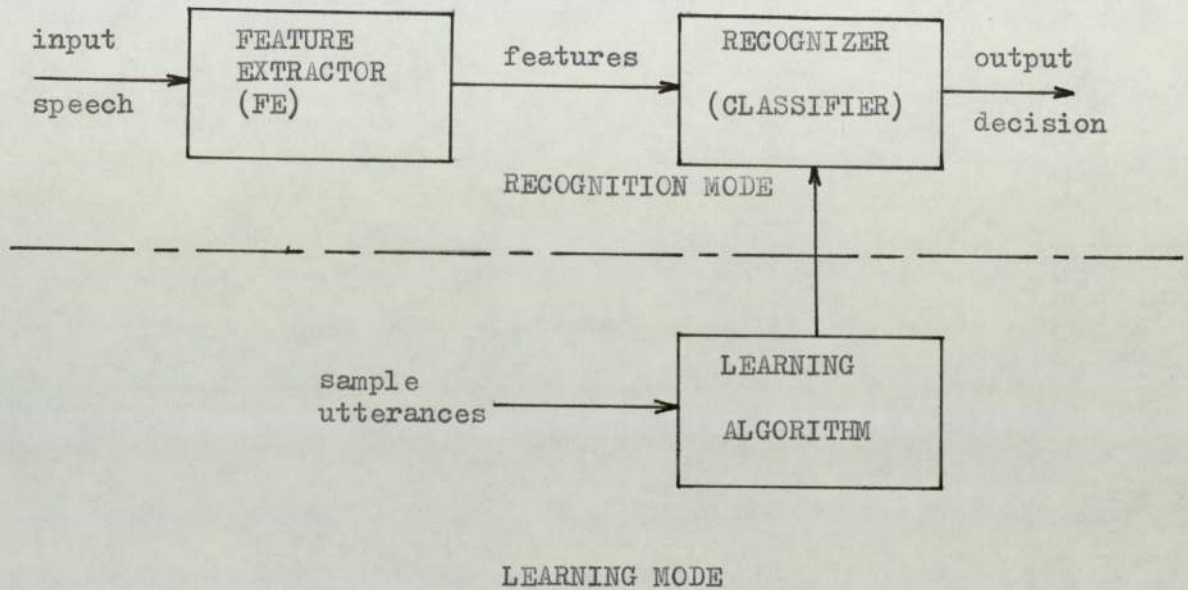 input
speech
FEATURE
EXTRACTOR
(FE)
features
RECOGNIZER
(CLASSIFIER)
output
decision
RECOGNITION MODE
sample
utterances
LEARNING
ALGORITHM
LEARNING MODE